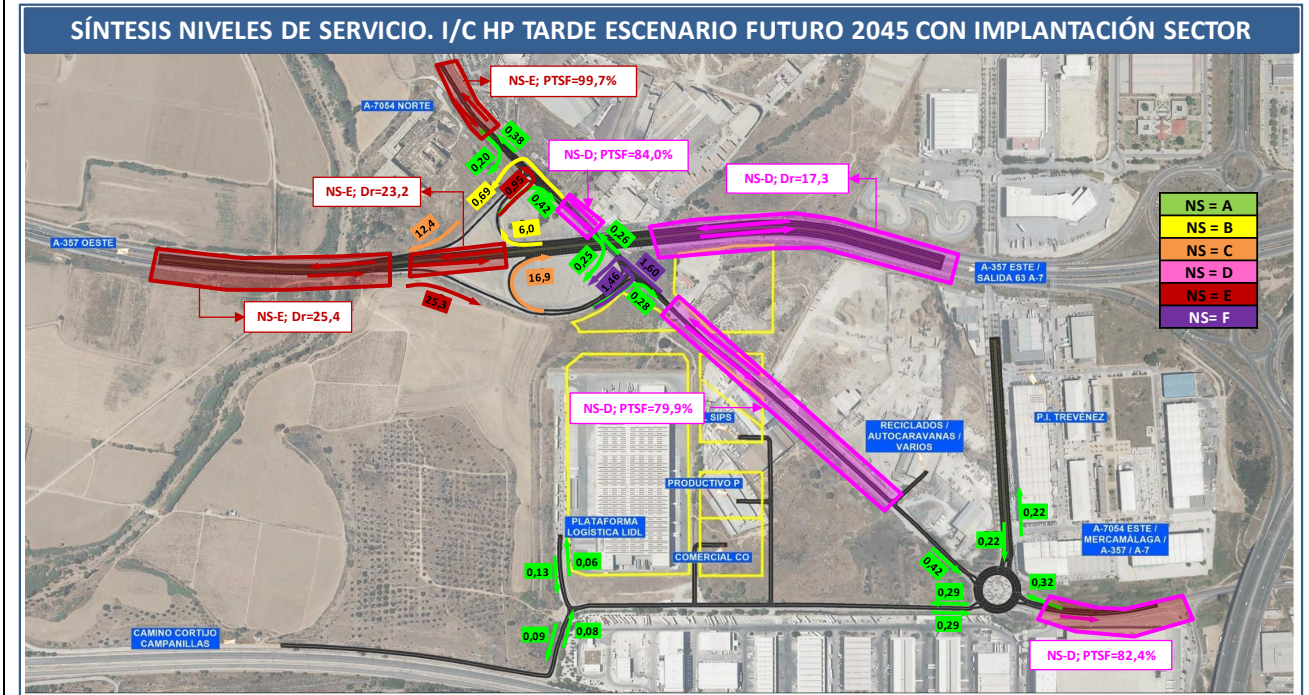 SÍNTESIS NIVELES DE SERVICIO. I/C HP TARDE ESCENARIO FUTURO 2045 CON IMPLANTACIÓN SECTOR
NS-E; PTSF=99,7%
A-7054 NORTE
0,38
0,20
NS-D; PTSF=84,0%
NS-E; Dr=23,2
NS-D; Dr=17,3
0,95
0,69
0,42
12,4
6,0
0,26
A-357 OESTE
0,25
1,60
16,9
1,46
0,28
25,3
NS-E; Dr=25,4
A-357 ESTE /
SALIDA 63 A-7
NS = A
NS = B
NS = C
NS = D
NS = E
NS= F
NS-D; PTSF=79,9%
SIPS
RECICLADOS /
AUTOCARAVANAS /
VARIOS
P.I. TREVÉNEZ
PRODUCTIVO P
PLATAFORMA
LOGÍSTICA LIDL
COMERCIAL CO
0,22
0,22
A-7054 ESTE /
MERCAMÁLAGA /
A-357 / A-7
0,13
0,06
0,42
0,32
0,29
0,29
0,09
0,08
CAMINO CORTIJO
CAMPANILLAS
NS-D; PTSF=82,4%